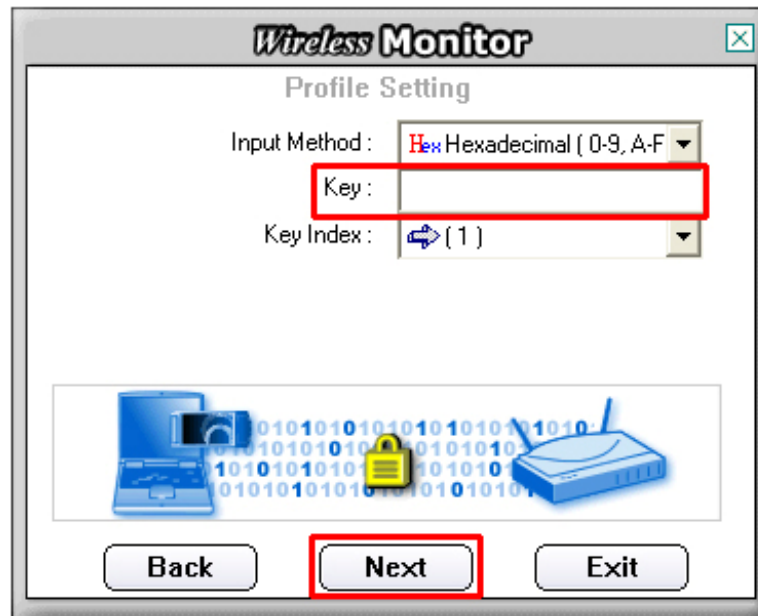 Wireless Monitor
Profile Setting
Input Method : Hex Hexadecimal ( 0-9, A-F
Key :
Key Index : ( 1 )
Back Next Exit